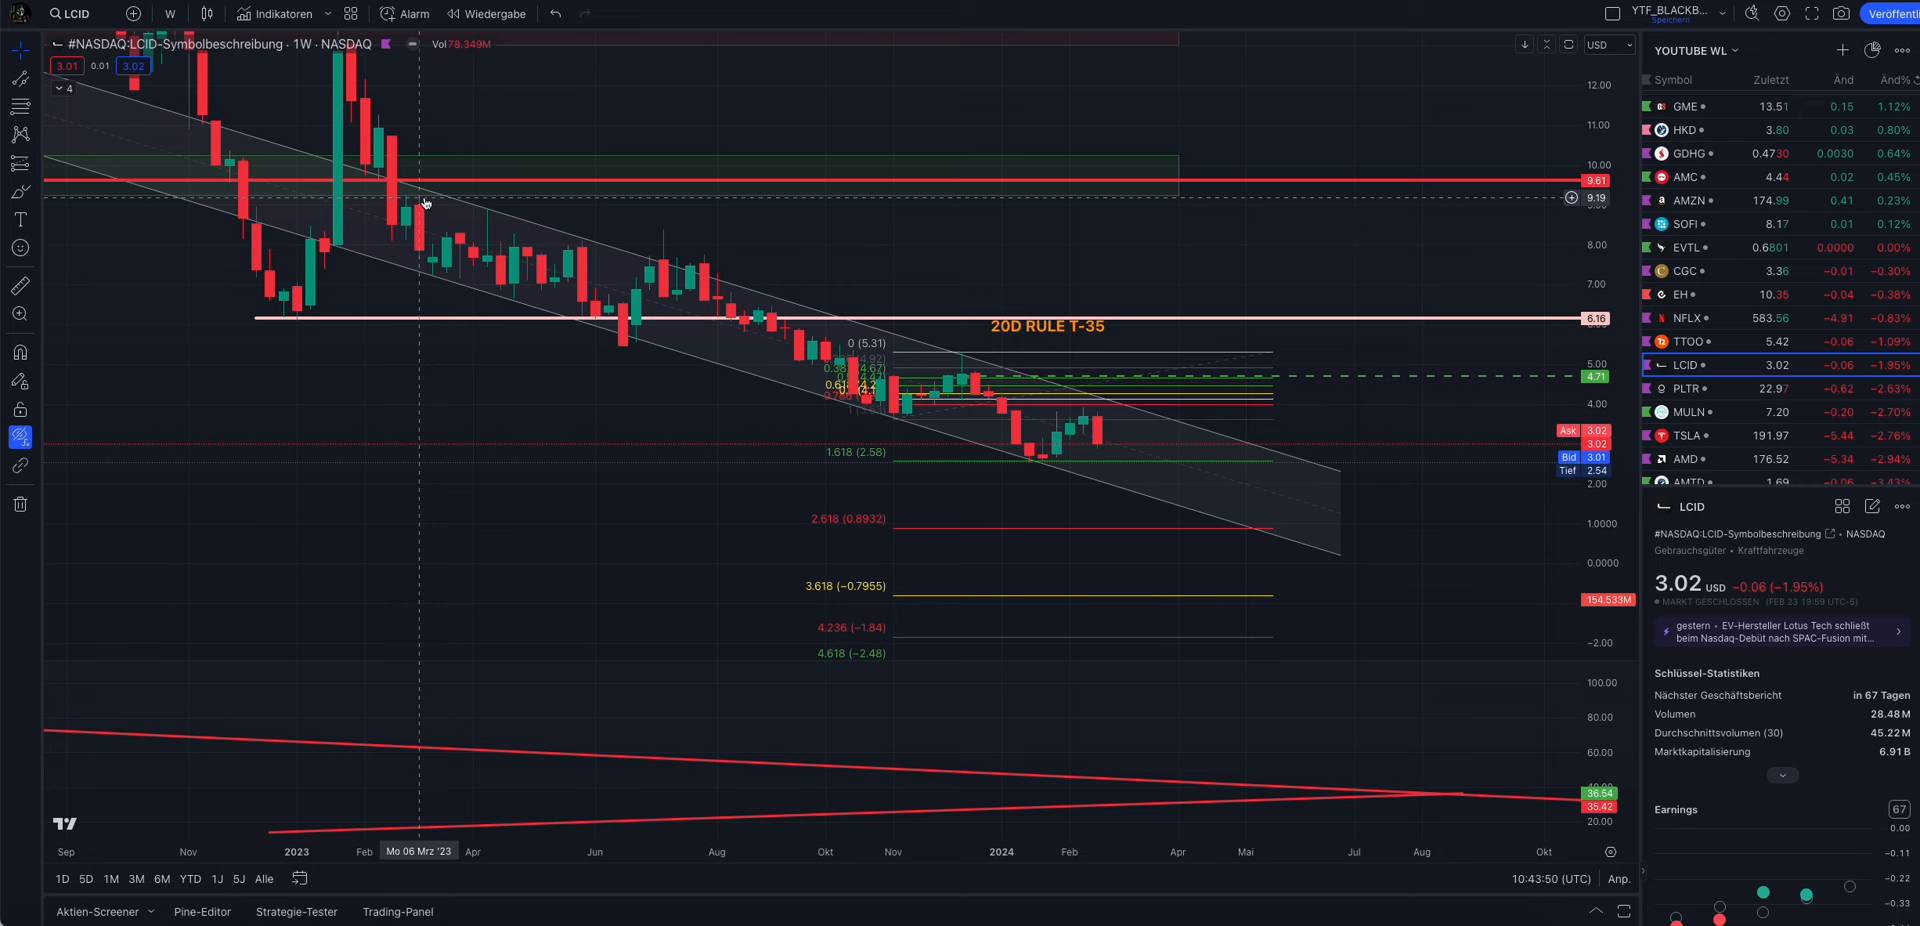 LCID
W
Indikatoren
Alarm
Wiedergabe
YTF_BLACKB...
Speichern
Veröffentli
#NASDAQ:LCID-Symbolbeschreibung · 1W · NASDAQ
Vol78.349M
USD
3.01
0.01
3.02
4
12.00
11.00
10.00
9.61
9.19
8.00
7.00
6.16
5.00
4.71
4.00
Ask 3.02
3.02
Bid 3.01
Tief 2.54
2.00
1.0000
0.0000
154.533M
−2.00
100.00
80.00
60.00
36.54
35.42
20.00
20D RULE T-35
0 (5.31)
1.618 (2.58)
2.618 (0.8932)
3.618 (−0.7955)
4.236 (−1.84)
4.618 (−2.48)
Sep
Nov
2023
Feb
Mo 06 Mrz '23
Apr
Jun
Aug
Okt
Nov
2024
Feb
Apr
Mai
Jul
Aug
Okt
1D 5D 1M 3M 6M YTD 1J 5J Alle
10:43:50 (UTC)
Anp.
Aktien-Screener
Pine-Editor
Strategie-Tester
Trading-Panel
YOUTUBE WL
Symbol Zuletzt Änd Änd%
GME 13.51 0.15 1.12%
HKD 3.80 0.03 0.80%
GDHG 0.4730 0.0030 0.64%
AMC 4.44 0.02 0.45%
AMZN 174.99 0.41 0.23%
SOFI 8.17 0.01 0.12%
EVTL 0.6801 0.0000 0.00%
CGC 3.36 −0.01 −0.30%
EH 10.35 −0.04 −0.38%
NFLX 583.56 −4.91 −0.83%
TTOO 5.42 −0.06 −1.09%
LCID 3.02 −0.06 −1.95%
PLTR 22.97 −0.62 −2.63%
MULN 7.20 −0.20 −2.70%
TSLA 191.97 −5.44 −2.76%
AMD 176.52 −5.34 −2.94%
AMTD 1.69 −0.06 −3.43%
LCID
#NASDAQ:LCID-Symbolbeschreibung • NASDAQ
Gebrauchsgüter • Kraftfahrzeuge
3.02 USD −0.06 (−1.95%)
MARKT GESCHLOSSEN (FEB 23 19:59 UTC-5)
gestern • EV-Hersteller Lotus Tech schließt
beim Nasdaq-Debüt nach SPAC-Fusion mit...
Schlüssel-Statistiken
Nächster Geschäftsbericht in 67 Tagen
Volumen 28.48M
Durchschnittsvolumen (30) 45.22M
Marktkapitalisierung 6.91B
Earnings
67
0.00
−0.11
−0.22
−0.33